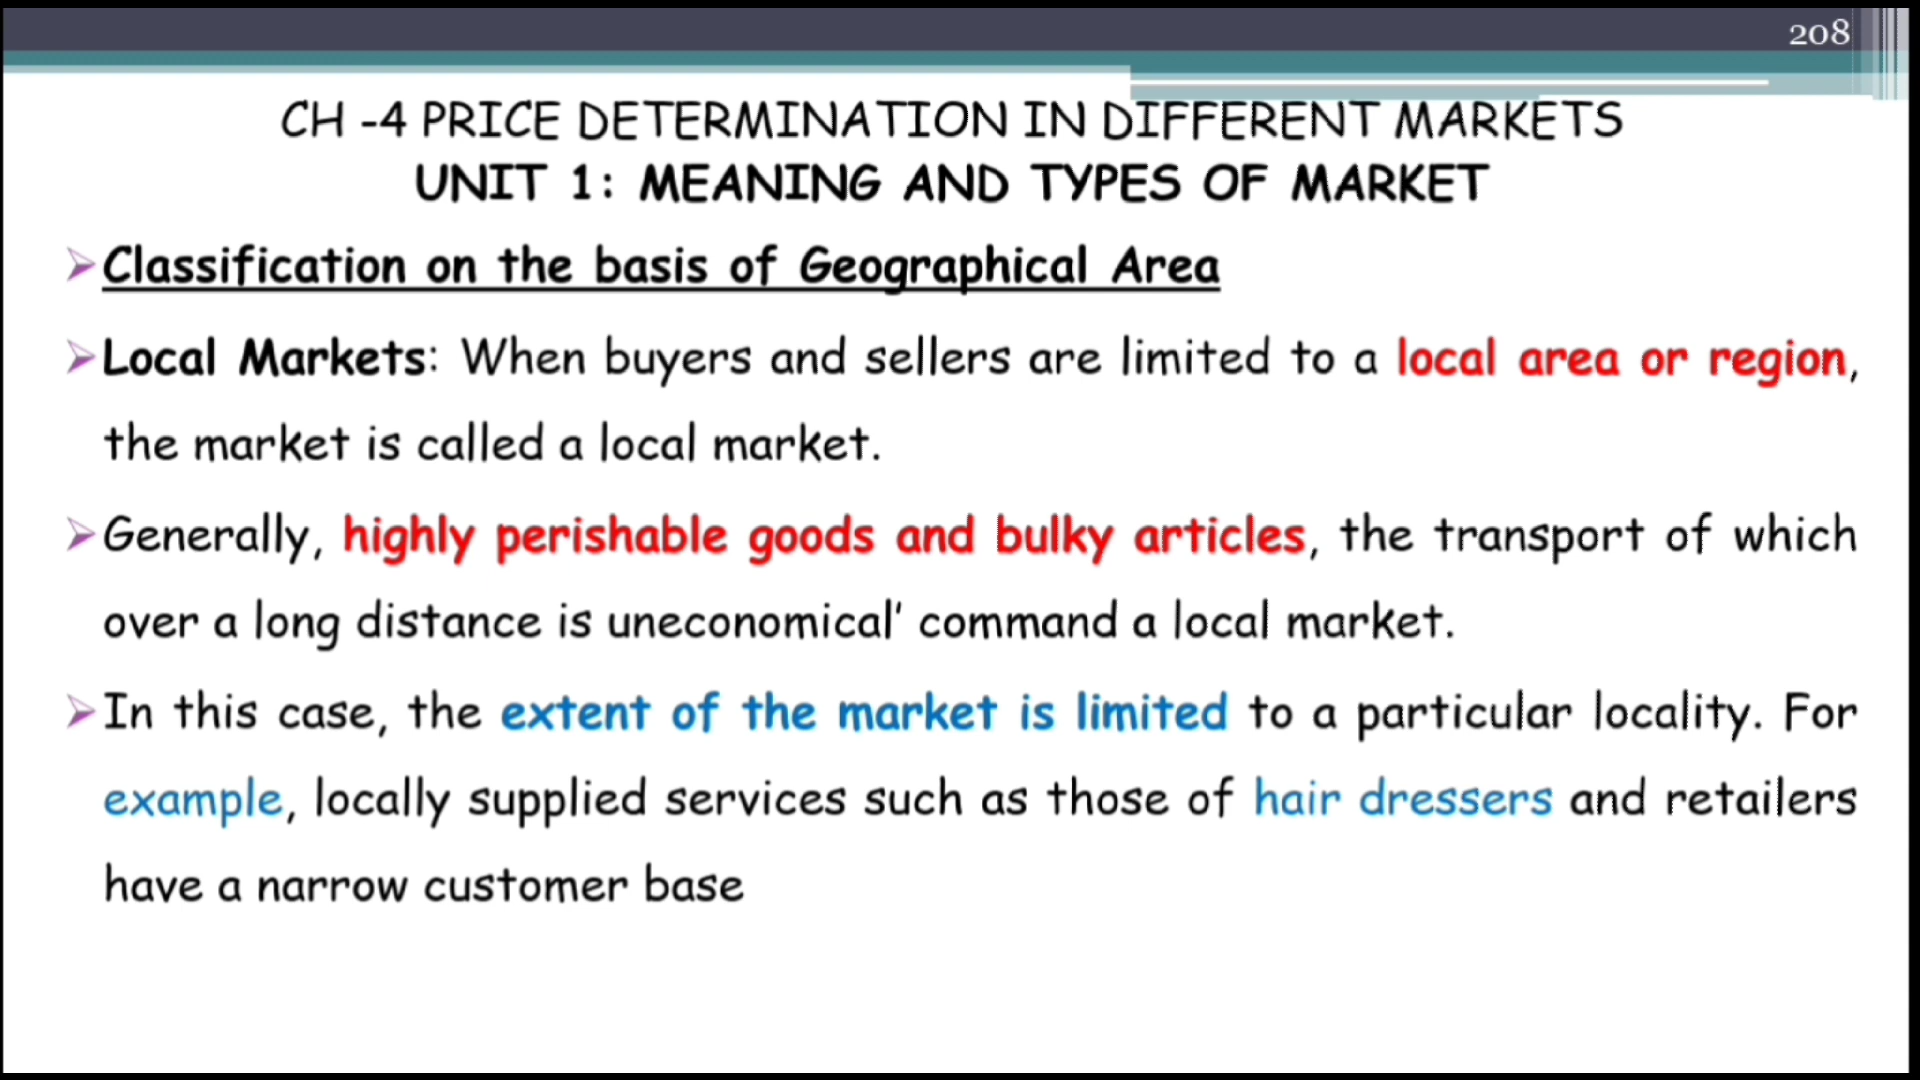 208
CH -4 PRICE DETERMINATION IN DIFFERENT MARKETS
UNIT 1: MEANING AND TYPES OF MARKET
Classification on the basis of Geographical Area
Local Markets: When buyers and sellers are limited to a local area or region,
the market is called a local market.
Generally, highly perishable goods and bulky articles, the transport of which
over a long distance is uneconomical’ command a local market.
In this case, the extent of the market is limited to a particular locality. For
example, locally supplied services such as those of hair dressers and retailers
have a narrow customer base